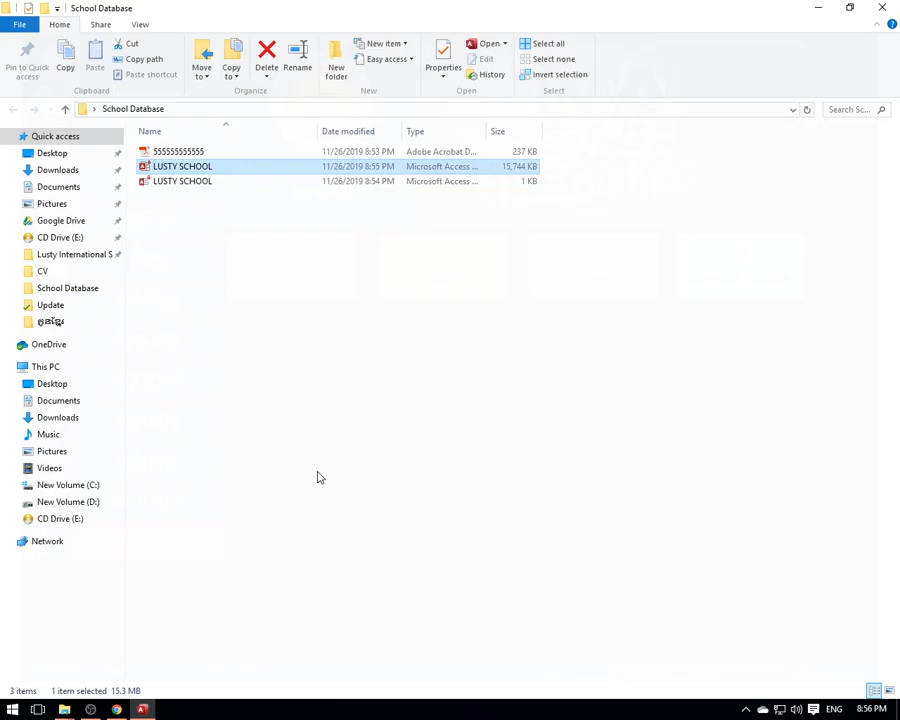 School Database
File Home Share View
Pin to Quick access
Copy
Paste
Cut
Copy path
Paste shortcut
Clipboard
Move to
Copy to
Delete
Rename
Organize
New folder
New item
Easy access
New
Properties
Open
Edit
History
Open
Select all
Select none
Invert selection
Select
School Database
Search Sc...
Name Date modified Type Size
555555555555 11/26/2019 8:53 PM Adobe Acrobat D... 237 KB
LUSTY SCHOOL 11/26/2019 8:55 PM Microsoft Access ... 15,744 KB
LUSTY SCHOOL 11/26/2019 8:54 PM Microsoft Access ... 1 KB
Quick access
Desktop
Downloads
Documents
Pictures
Google Drive
CD Drive (E:)
Lusty International S
CV
School Database
Update
កូនខ្មែរ
OneDrive
This PC
Desktop
Documents
Downloads
Music
Pictures
Videos
New Volume (C:)
New Volume (D:)
CD Drive (E:)
Network
3 items 1 item selected 15.3 MB
ENG 8:56 PM